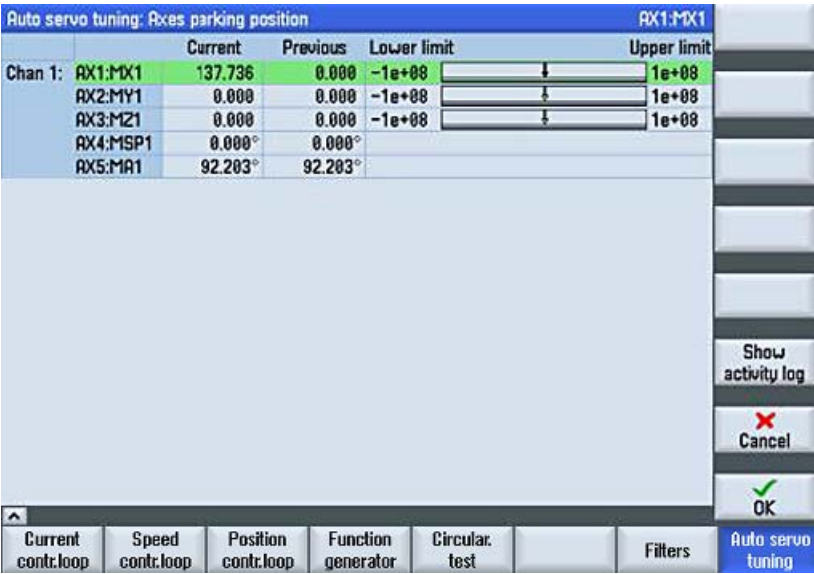 Auto servo tuning: Axes parking position AX1:MX1
Current Previous Lower limit Upper limit
Chan 1: AX1:MX1 137.736 0.000 -1e+08 1e+08
AX2:MY1 0.000 0.000 -1e+08 1e+08
AX3:MZ1 0.000 0.000 -1e+08 1e+08
AX4:MSP1 0.000° 0.000°
AX5:MA1 92.203° 92.203°
Show
activity log
Cancel
OK
Current
contr.loop
Speed
contr.loop
Position
contr.loop
Function
generator
Circular.
test
Filters
Auto servo
tuning